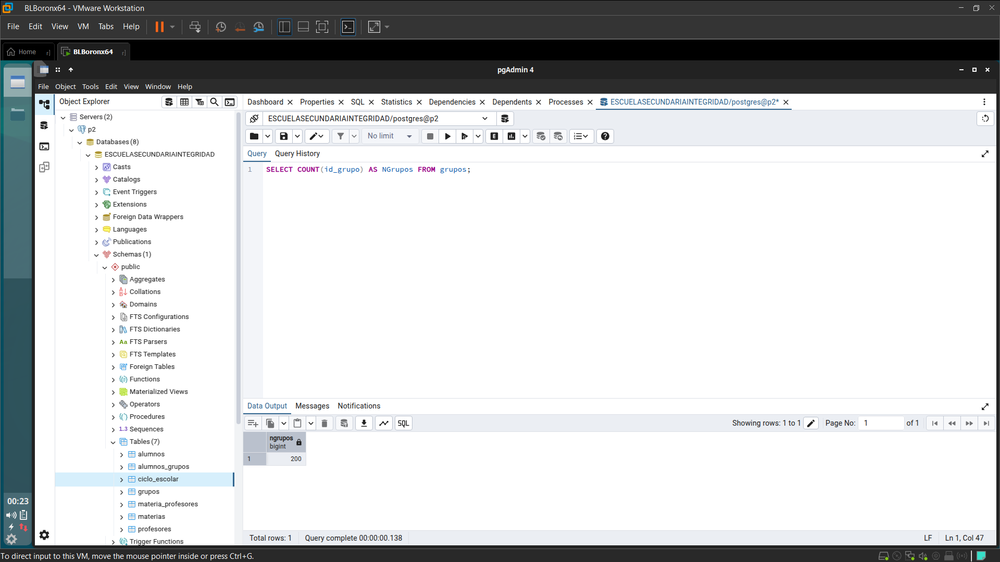 BLBoronx64 - VMware Workstation
File Edit View VM Tabs Help
Home
BLBoronx64
pgAdmin 4
File Object Tools Edit View Window Help
Object Explorer
Dashboard Properties SQL Statistics Dependencies Dependents Processes ESCUELASECUNDARIAINTEGRIDAD/postgres@p2*
Servers (2)
p2
Databases (8)
ESCUELASECUNDARIAINTEGRIDAD
Casts
Catalogs
Event Triggers
Extensions
Foreign Data Wrappers
Languages
Publications
Schemas (1)
public
Aggregates
Collations
Domains
FTS Configurations
FTS Dictionaries
Aa FTS Parsers
FTS Templates
Foreign Tables
Functions
Materialized Views
Operators
Procedures
1..3 Sequences
Tables (7)
alumnos
alumnos_grupos
ciclo_escolar
grupos
materia_profesores
materias
profesores
Trigger Functions
ESCUELASECUNDARIAINTEGRIDAD/postgres@p2
No limit
E
Query Query History
1 SELECT COUNT(id_grupo) AS NGrupos FROM grupos;
Data Output Messages Notifications
SQL
Showing rows: 1 to 1
Page No: 1 of 1
ngrupos
bigint
1 200
Total rows: 1
Query complete 00:00:00.138
LF
Ln 1, Col 47
00:23
To direct input to this VM, move the mouse pointer inside or press Ctrl+G.